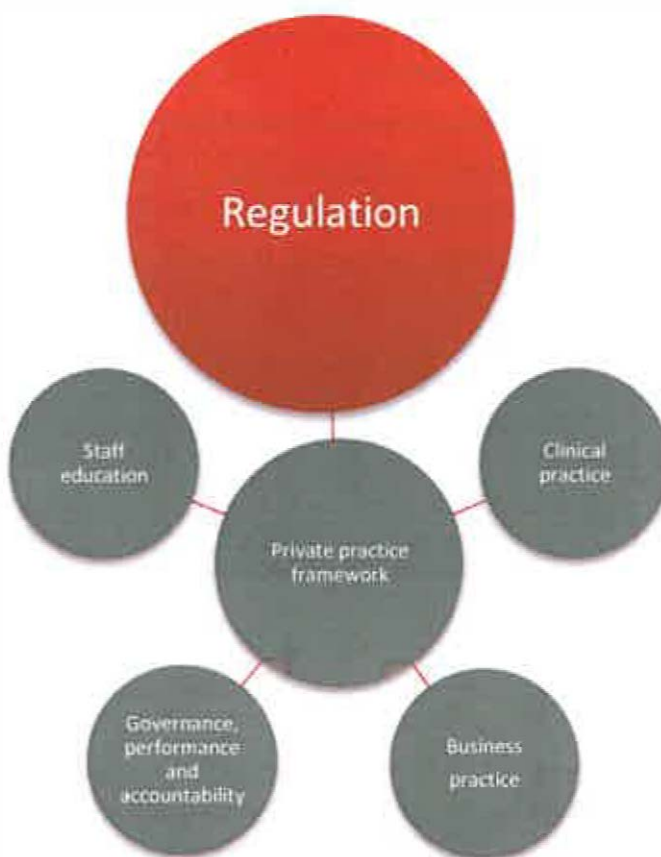 Regulation
Staff
education
Clinical
practice
Private practice
framework
Governance,
performance
and
accountability
Business
practice